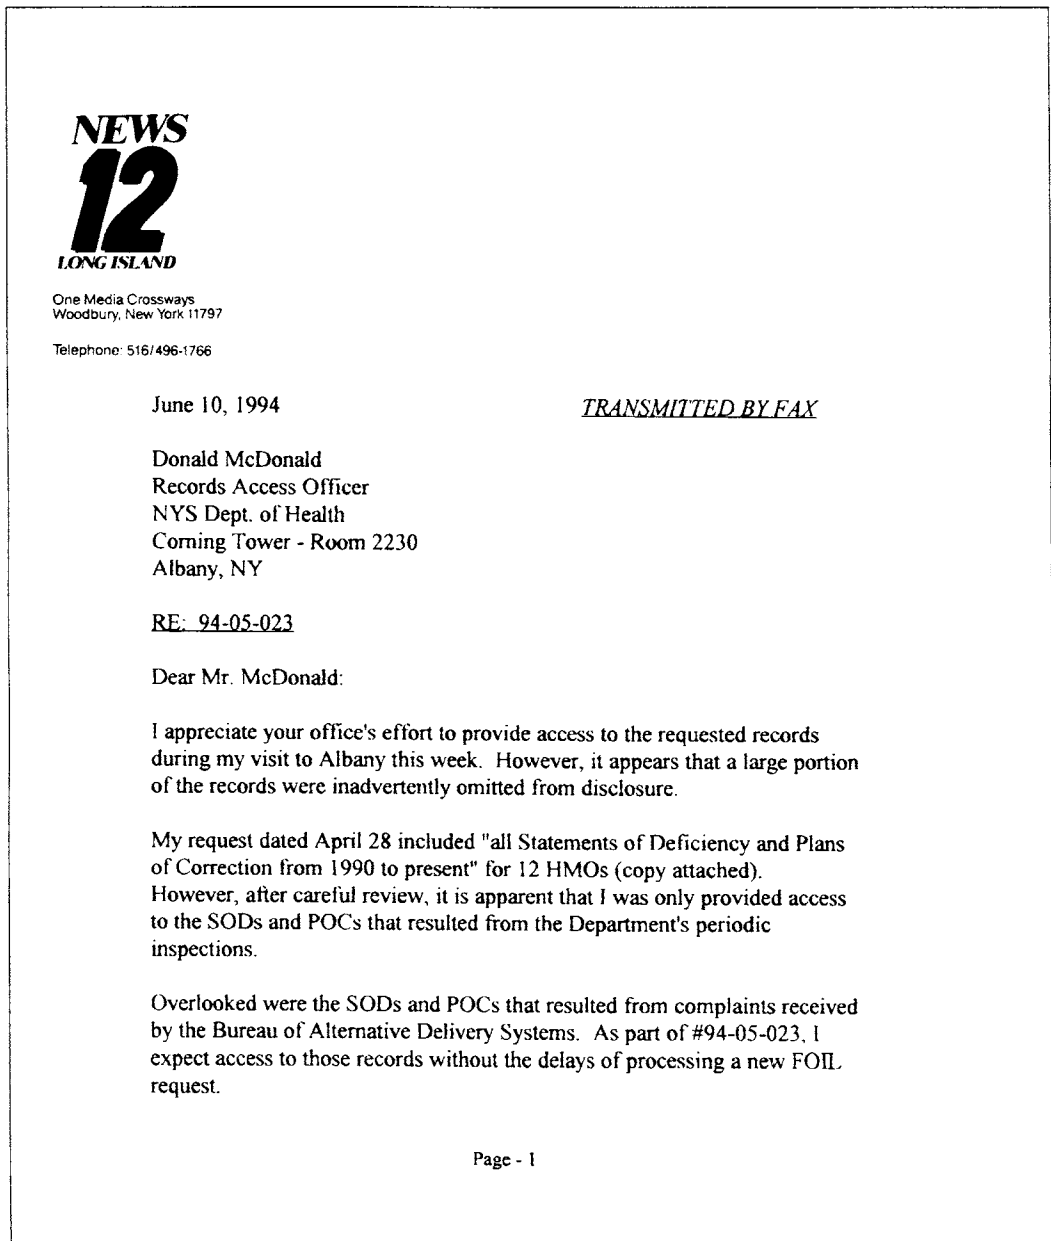 NEWS
12
LONG ISLAND
One Media Crossways
Woodbury, New York 11797
Telephone: 516/496-1766
June 10, 1994 TRANSMITTED BY FAX
Donald McDonald
Records Access Officer
NYS Dept. of Health
Corning Tower - Room 2230
Albany, NY
RE: 94-05-023
Dear Mr. McDonald:
I appreciate your office's effort to provide access to the requested records
during my visit to Albany this week. However, it appears that a large portion
of the records were inadvertently omitted from disclosure.
My request dated April 28 included "all Statements of Deficiency and Plans
of Correction from 1990 to present" for 12 HMOs (copy attached).
However, after careful review, it is apparent that I was only provided access
to the SODs and POCs that resulted from the Department's periodic
inspections.
Overlooked were the SODs and POCs that resulted from complaints received
by the Bureau of Alternative Delivery Systems. As part of #94-05-023, I
expect access to those records without the delays of processing a new FOIL
request.
Page - 1